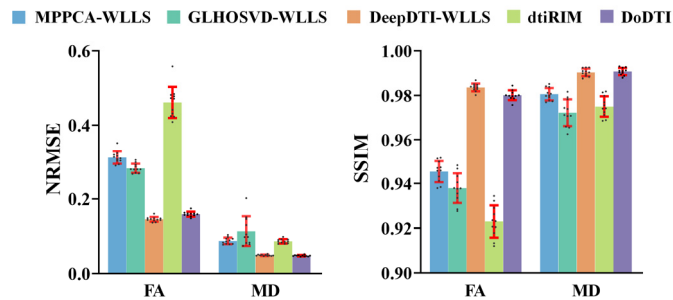 MPPCA-WLLS GLHOSVD-WLLS DeepDTI-WLLS dtiRIM DoDTI
NRMSE
0.6
0.4
0.2
0.0
FA MD
SSIM
1.00
0.98
0.96
0.94
0.92
0.90
FA MD